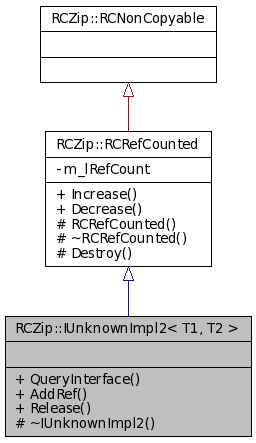 RCZip::RCNonCopyable
RCZip::RCRefCounted
- m_lRefCount
+ Increase()
+ Decrease()
# RCRefCounted()
# ~RCRefCounted()
# Destroy()
RCZip::IUnknownImpl2< T1, T2 >
+ QueryInterface()
+ AddRef()
+ Release()
# ~IUnknownImpl2()